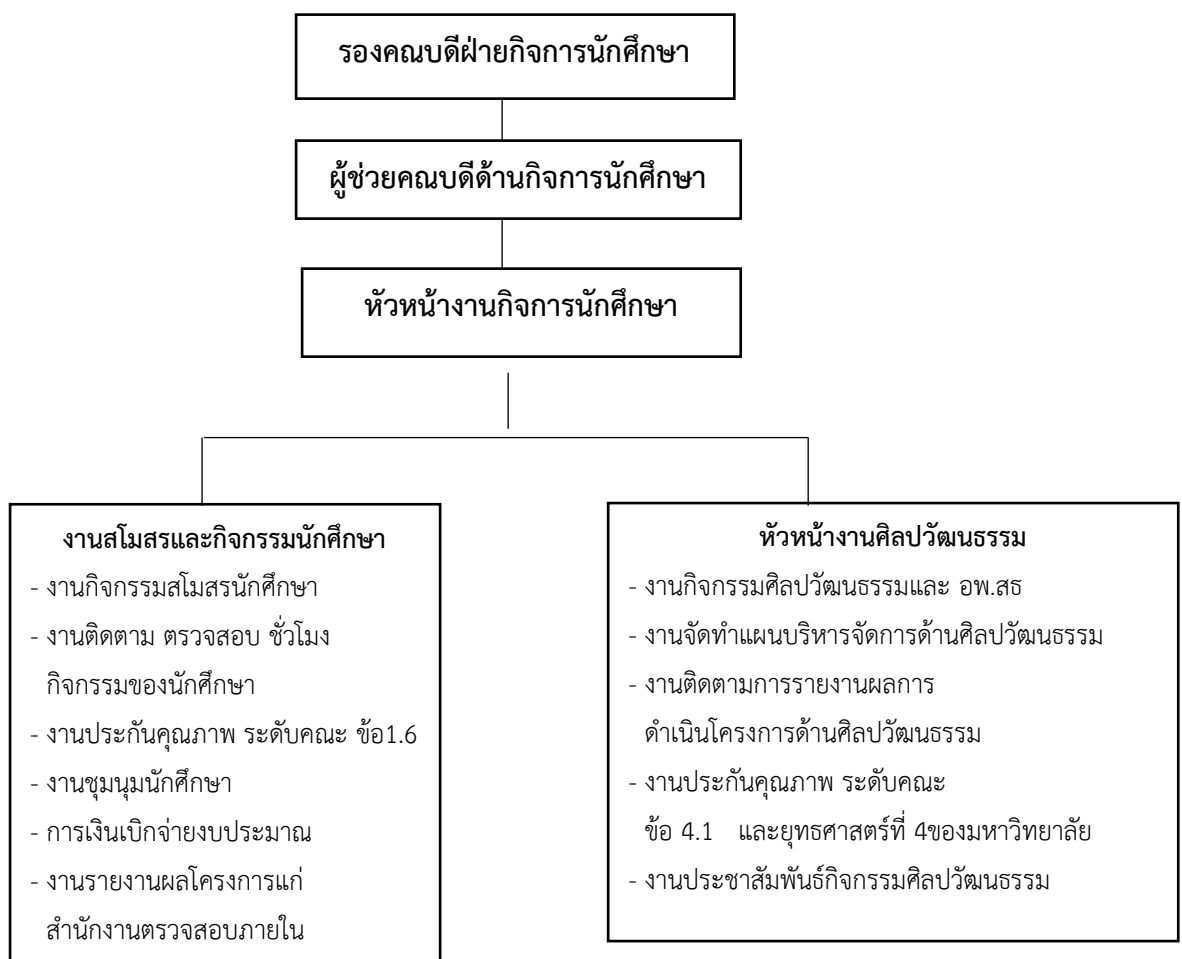 รองคณบดีฝ่ายกิจการนักศึกษา
ผู้ช่วยคณบดีด้านกิจการนักศึกษา
หัวหน้างานกิจการนักศึกษา
งานสโมสรและกิจกรรมนักศึกษา
- งานกิจกรรมสโมสรนักศึกษา
- งานติดตาม ตรวจสอบ ชั่วโมง
กิจกรรมของนักศึกษา
- งานประกันคุณภาพ ระดับคณะ ข้อ1.6
- งานชุมนุมนักศึกษา
- การเงินเบิกจ่ายงบประมาณ
- งานรายงานผลโครงการแก่
สำนักงานตรวจสอบภายใน
หัวหน้างานศิลปวัฒนธรรม
- งานกิจกรรมศิลปวัฒนธรรมและ อพ.สธ
- งานจัดทำแผนบริหารจัดการด้านศิลปวัฒนธรรม
- งานติดตามการรายงานผลการ
ดำเนินโครงการด้านศิลปวัฒนธรรม
- งานประกันคุณภาพ ระดับคณะ
ข้อ 4.1 และยุทธศาสตร์ที่ 4ของมหาวิทยาลัย
- งานประชาสัมพันธ์กิจกรรมศิลปวัฒนธรรม